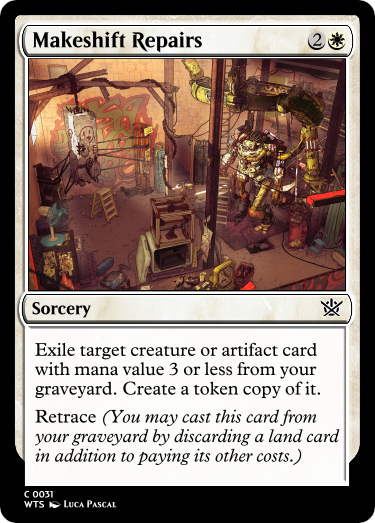 Makeshift Repairs 2
Sorcery
Exile target creature or artifact card
with mana value 3 or less from your
graveyard. Create a token copy of it.
Retrace (You may cast this card from
your graveyard by discarding a land card
in addition to paying its other costs.)
C 0031
WTS Luca Pascal